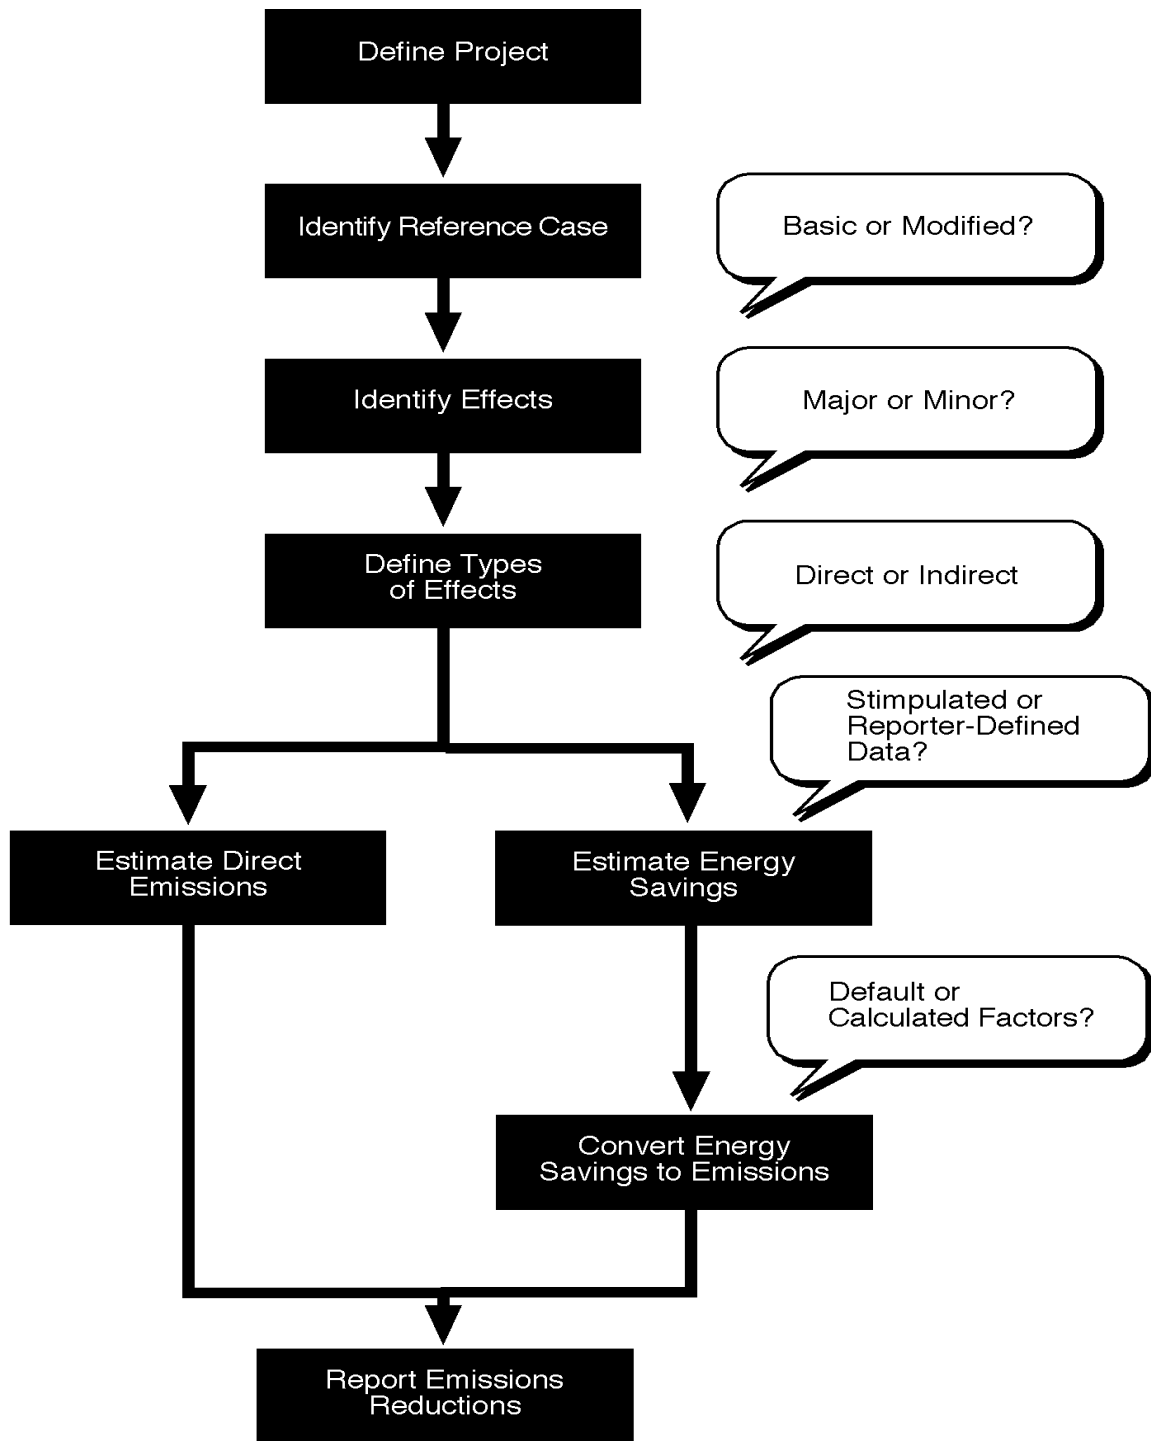 Define Project
Identify Reference Case
Basic or Modified?
Identify Effects
Major or Minor?
Define Types
of Effects
Direct or Indirect
Stimpulated or
Reporter-Defined
Data?
Estimate Direct
Emissions
Estimate Energy
Savings
Default or
Calculated Factors?
Convert Energy
Savings to Emissions
Report Emissions
Reductions